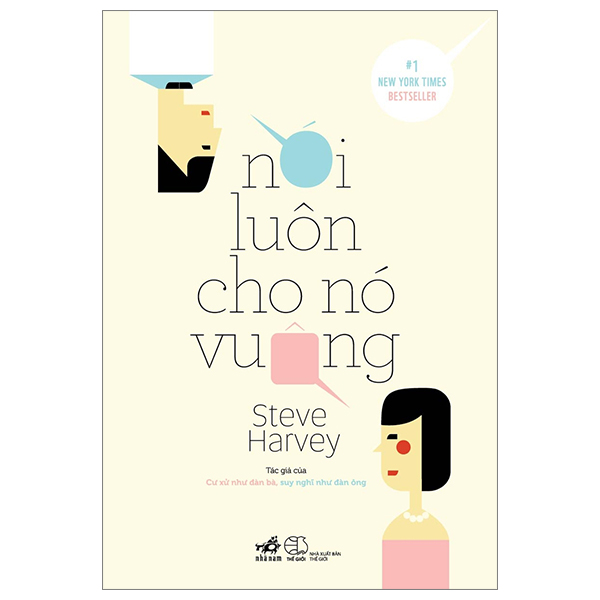 #1
NEW YORK TIMES
BESTSELLER
nói
luôn
cho nó
vuông
Steve
Harvey
Tác giả của
Cư xử như đàn bà, suy nghĩ như đàn ông
nhã nam
THẾ GIỚI
NHÀ XUẤT BẢN
THẾ GIỚI